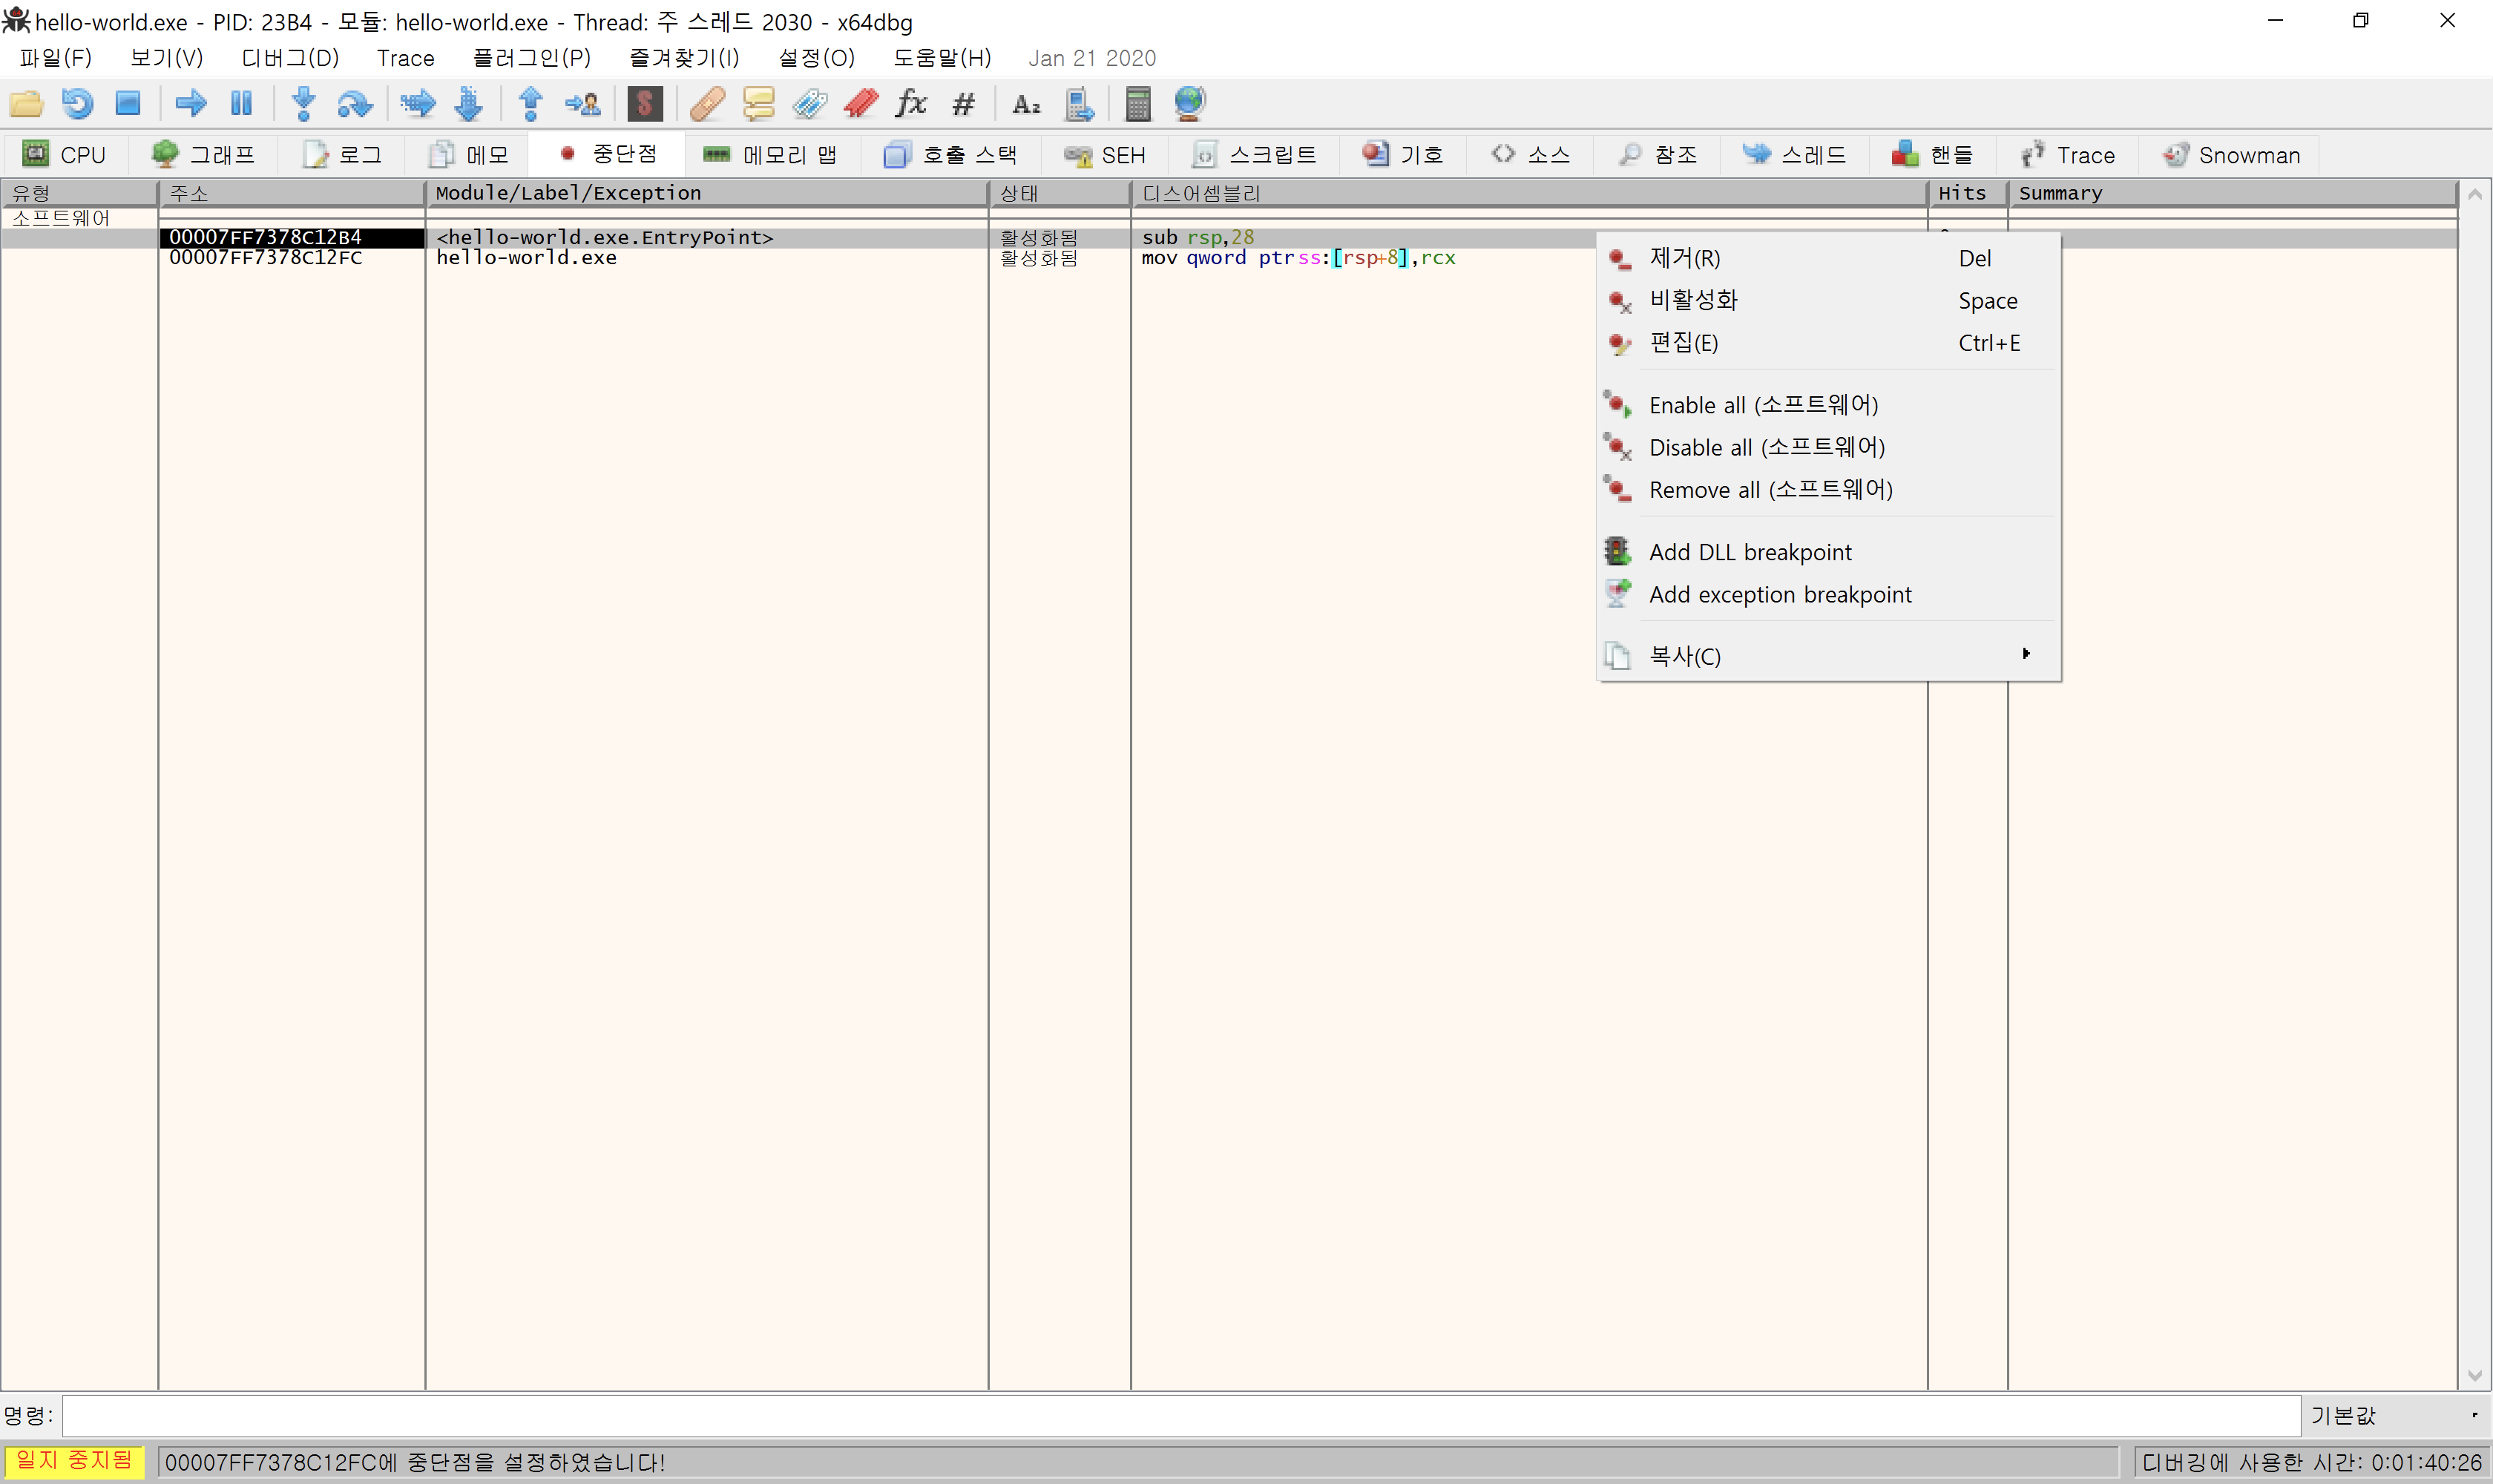 hello-world.exe - PID: 23B4 - 모듈: hello-world.exe - Thread: 주 스레드 2030 - x64dbg
파일(F) 보기(V) 디버그(D) Trace 플러그인(P) 즐겨찾기(I) 설정(O) 도움말(H) Jan 21 2020
CPU 그래프 로그 메모 중단점 메모리 맵 호출 스택 SEH 스크립트 기호 소스 참조 스레드 핸들 Trace Snowman
유형 주소 Module/Label/Exception 상태 디스어셈블리 Hits Summary
소프트웨어
00007FF7378C12B4 <hello-world.exe.EntryPoint> 활성화됨 sub rsp,28
00007FF7378C12FC hello-world.exe 활성화됨 mov qword ptr ss:[rsp+8],rcx
제거(R) Del
비활성화 Space
편집(E) Ctrl+E
Enable all (소프트웨어)
Disable all (소프트웨어)
Remove all (소프트웨어)
Add DLL breakpoint
Add exception breakpoint
복사(C)
명령: 기본값
일지 중지됨 00007FF7378C12FC에 중단점을 설정하였습니다! 디버깅에 사용한 시간: 0:01:40:26